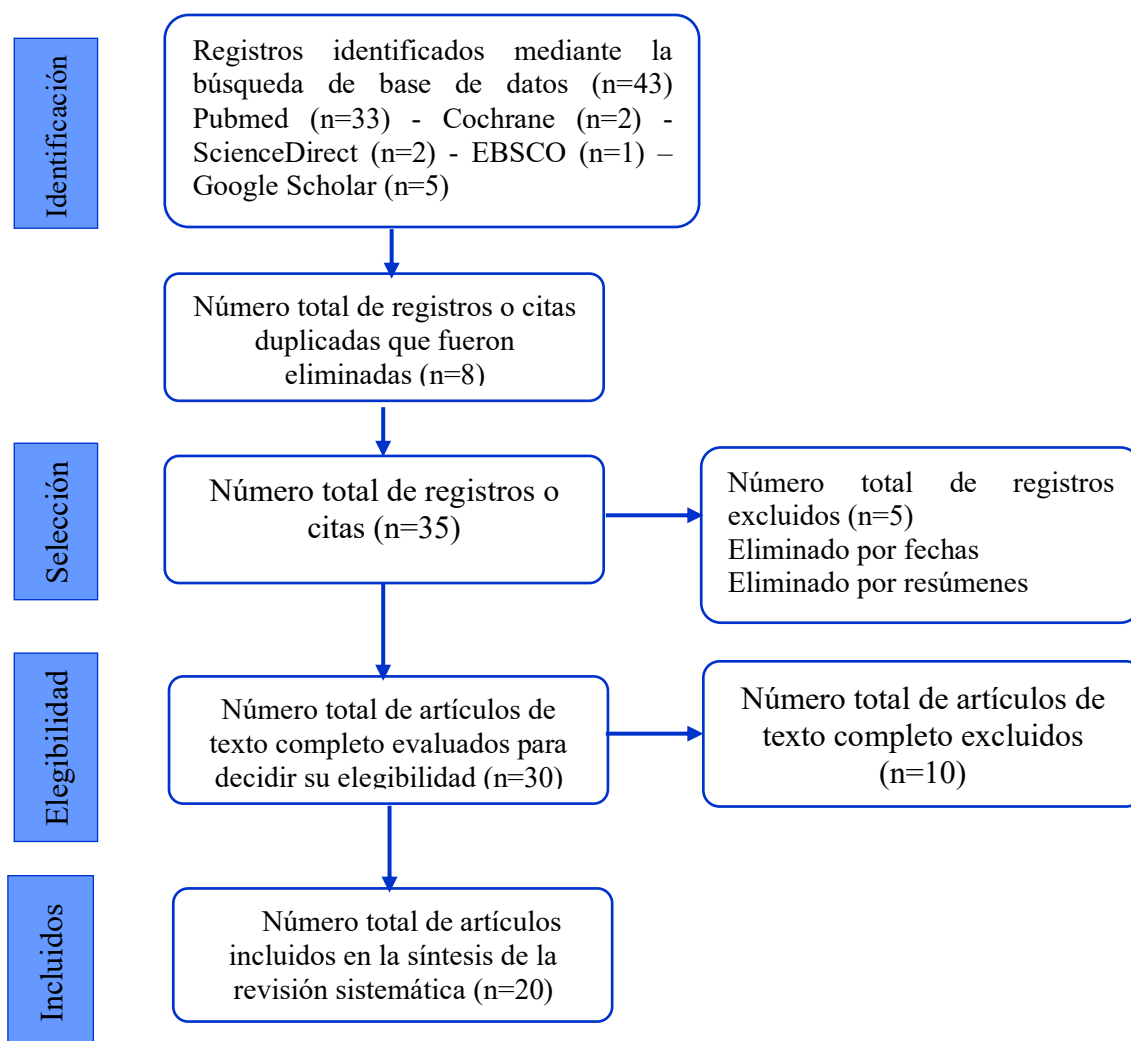 Identificación
Registros identificados mediante la
búsqueda de base de datos (n=43)
Pubmed (n=33) - Cochrane (n=2) -
ScienceDirect (n=2) - EBSCO (n=1) –
Google Scholar (n=5)
Número total de registros o citas
duplicadas que fueron
eliminadas (n=8)
Selección
Número total de registros o
citas (n=35)
Número total de registros
excluidos (n=5)
Eliminado por fechas
Eliminado por resúmenes
Elegibilidad
Número total de artículos de
texto completo evaluados para
decidir su elegibilidad (n=30)
Número total de artículos de
texto completo excluidos
(n=10)
Incluidos
Número total de artículos
incluidos en la síntesis de la
revisión sistemática (n=20)